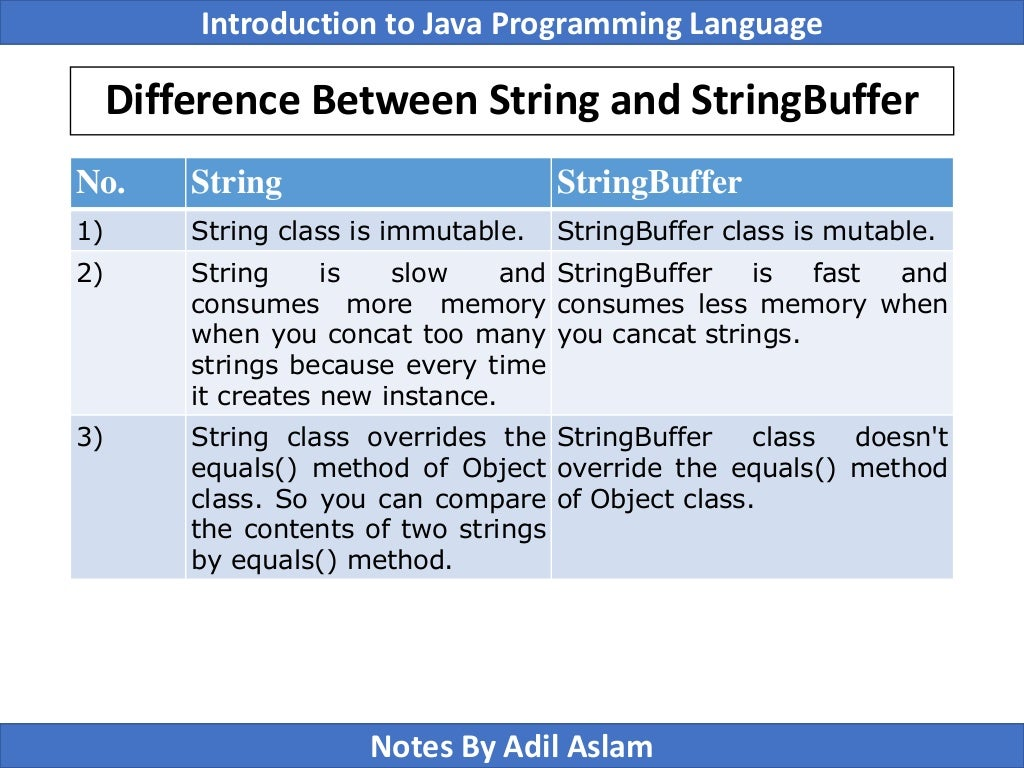 Introduction to Java Programming Language
Difference Between String and StringBuffer
No. String StringBuffer
1) String class is immutable. StringBuffer class is mutable.
2) String is slow and StringBuffer is fast and
consumes more memory consumes less memory when
when you concat too many you cancat strings.
strings because every time
it creates new instance.
3) String class overrides the StringBuffer class doesn't
equals() method of Object override the equals() method
class. So you can compare of Object class.
the contents of two strings
by equals() method.
Notes By Adil Aslam